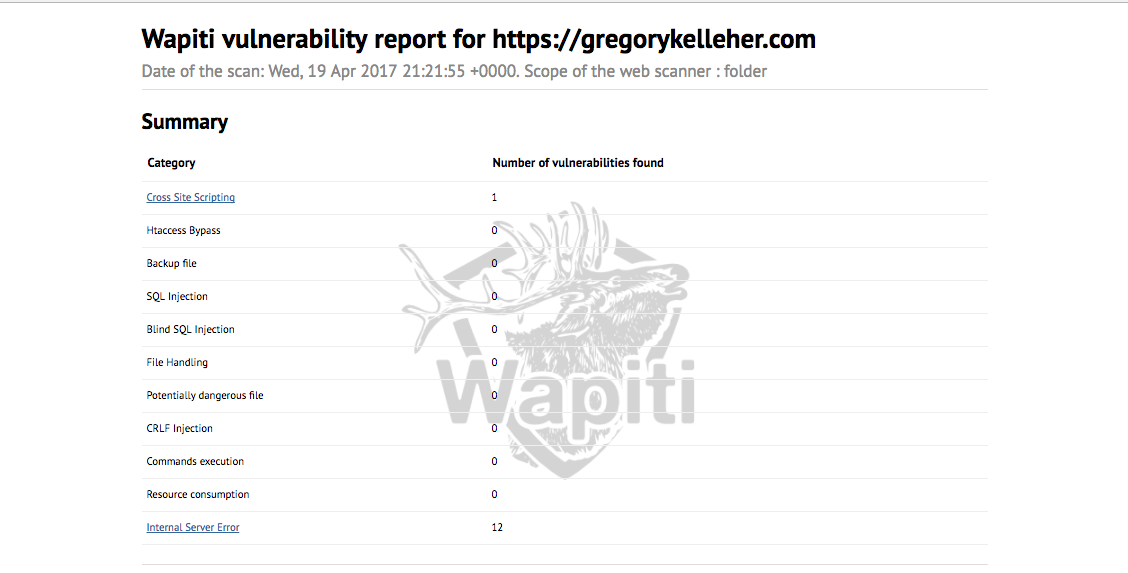 Wapiti vulnerability report for https://gregorykelleher.com
Date of the scan: Wed, 19 Apr 2017 21:21:55 +0000. Scope of the web scanner : folder
Summary
Category Number of vulnerabilities found
Cross Site Scripting 1
Htaccess Bypass 0
Backup file 0
SQL Injection 0
Blind SQL Injection 0
File Handling 0
Potentially dangerous file 0
CRLF Injection 0
Commands execution 0
Resource consumption 0
Internal Server Error 12
Wapiti